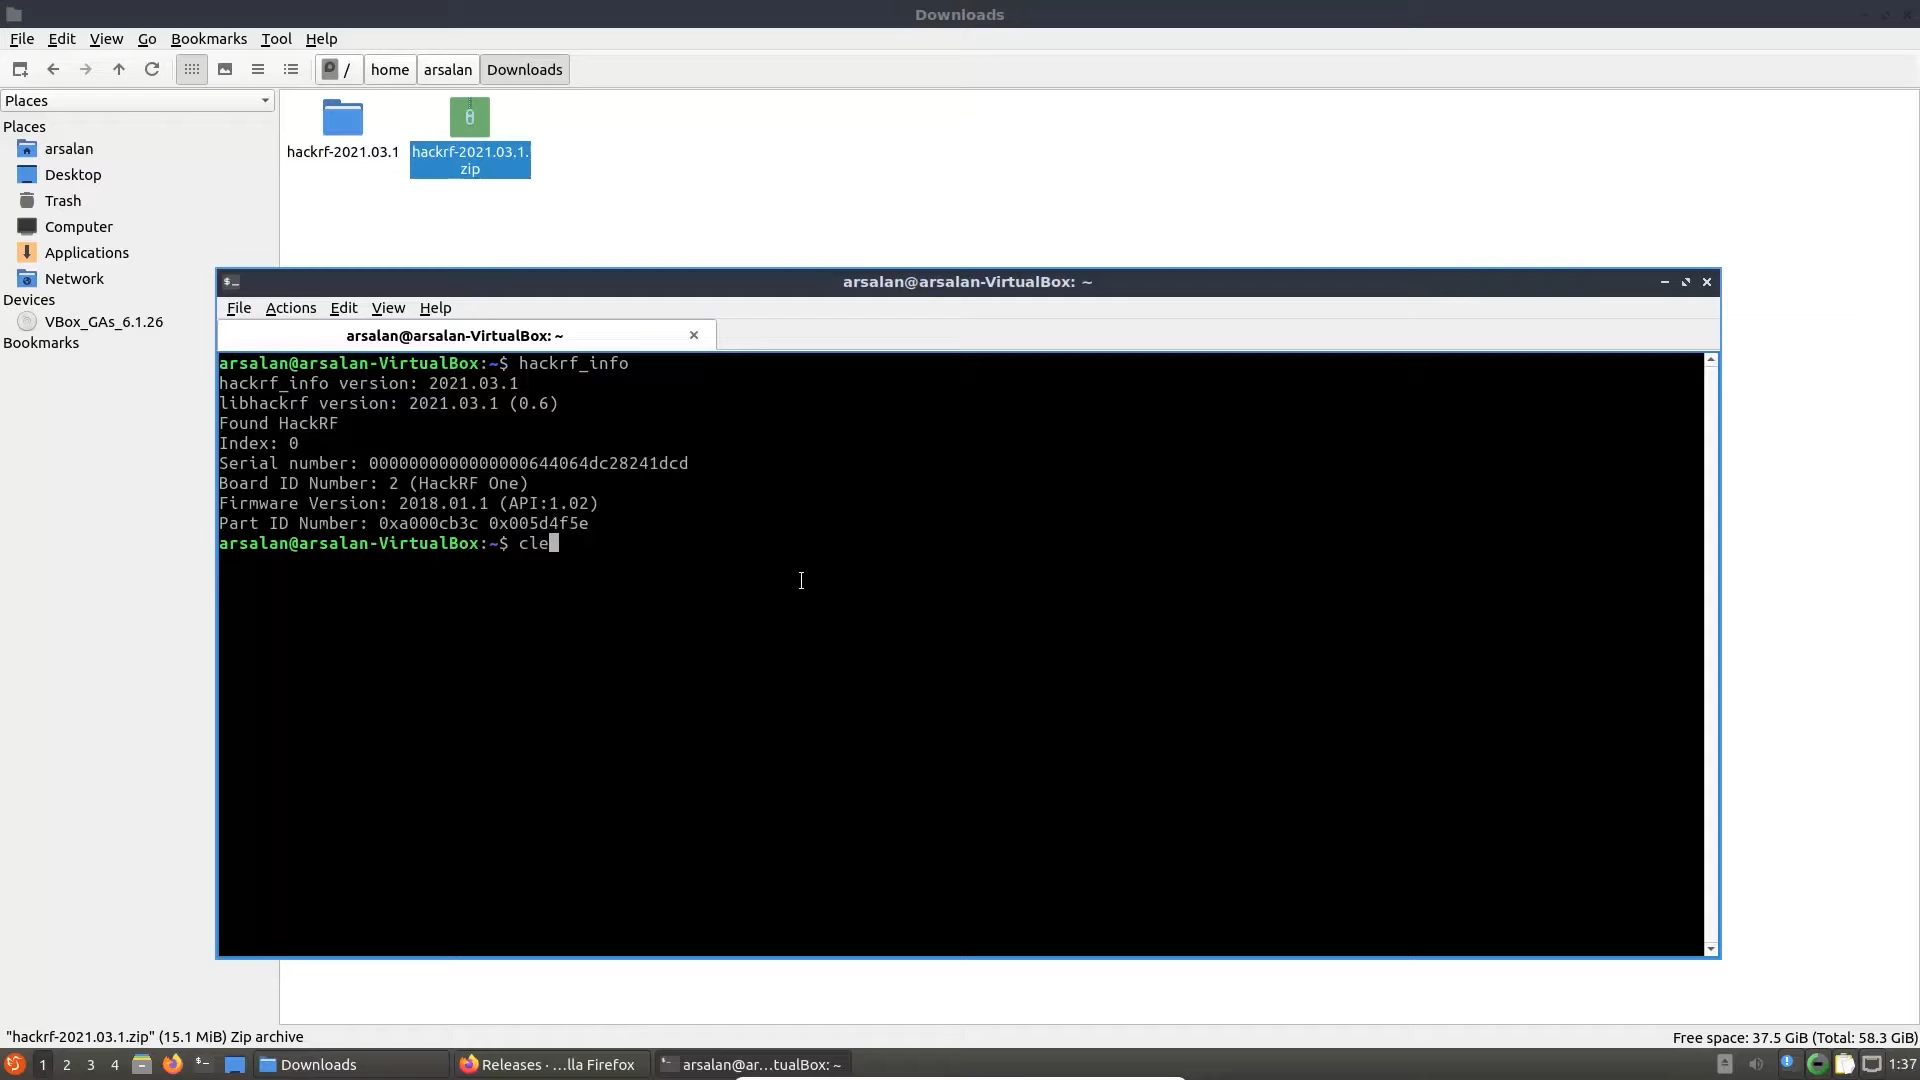 Downloads
File Edit View Go Bookmarks Tool Help
/ home arsalan Downloads
Places
Places
arsalan
Desktop
Trash
Computer
Applications
Network
Devices
VBox_GAs_6.1.26
Bookmarks
hackrf-2021.03.1
hackrf-2021.03.1.
zip
arsalan@arsalan-VirtualBox: ~
File Actions Edit View Help
arsalan@arsalan-VirtualBox: ~
arsalan@arsalan-VirtualBox:~$ hackrf_info
hackrf_info version: 2021.03.1
libhackrf version: 2021.03.1 (0.6)
Found HackRF
Index: 0
Serial number: 0000000000000000644064dc28241dcd
Board ID Number: 2 (HackRF One)
Firmware Version: 2018.01.1 (API:1.02)
Part ID Number: 0xa000cb3c 0x005d4f5e
arsalan@arsalan-VirtualBox:~$ cle
"hackrf-2021.03.1.zip" (15.1 MiB) Zip archive
Free space: 37.5 GiB (Total: 58.3 GiB)
1 2 3 4 Downloads Releases · ...lla Firefox arsalan@ar...tualBox: ~ 1:37